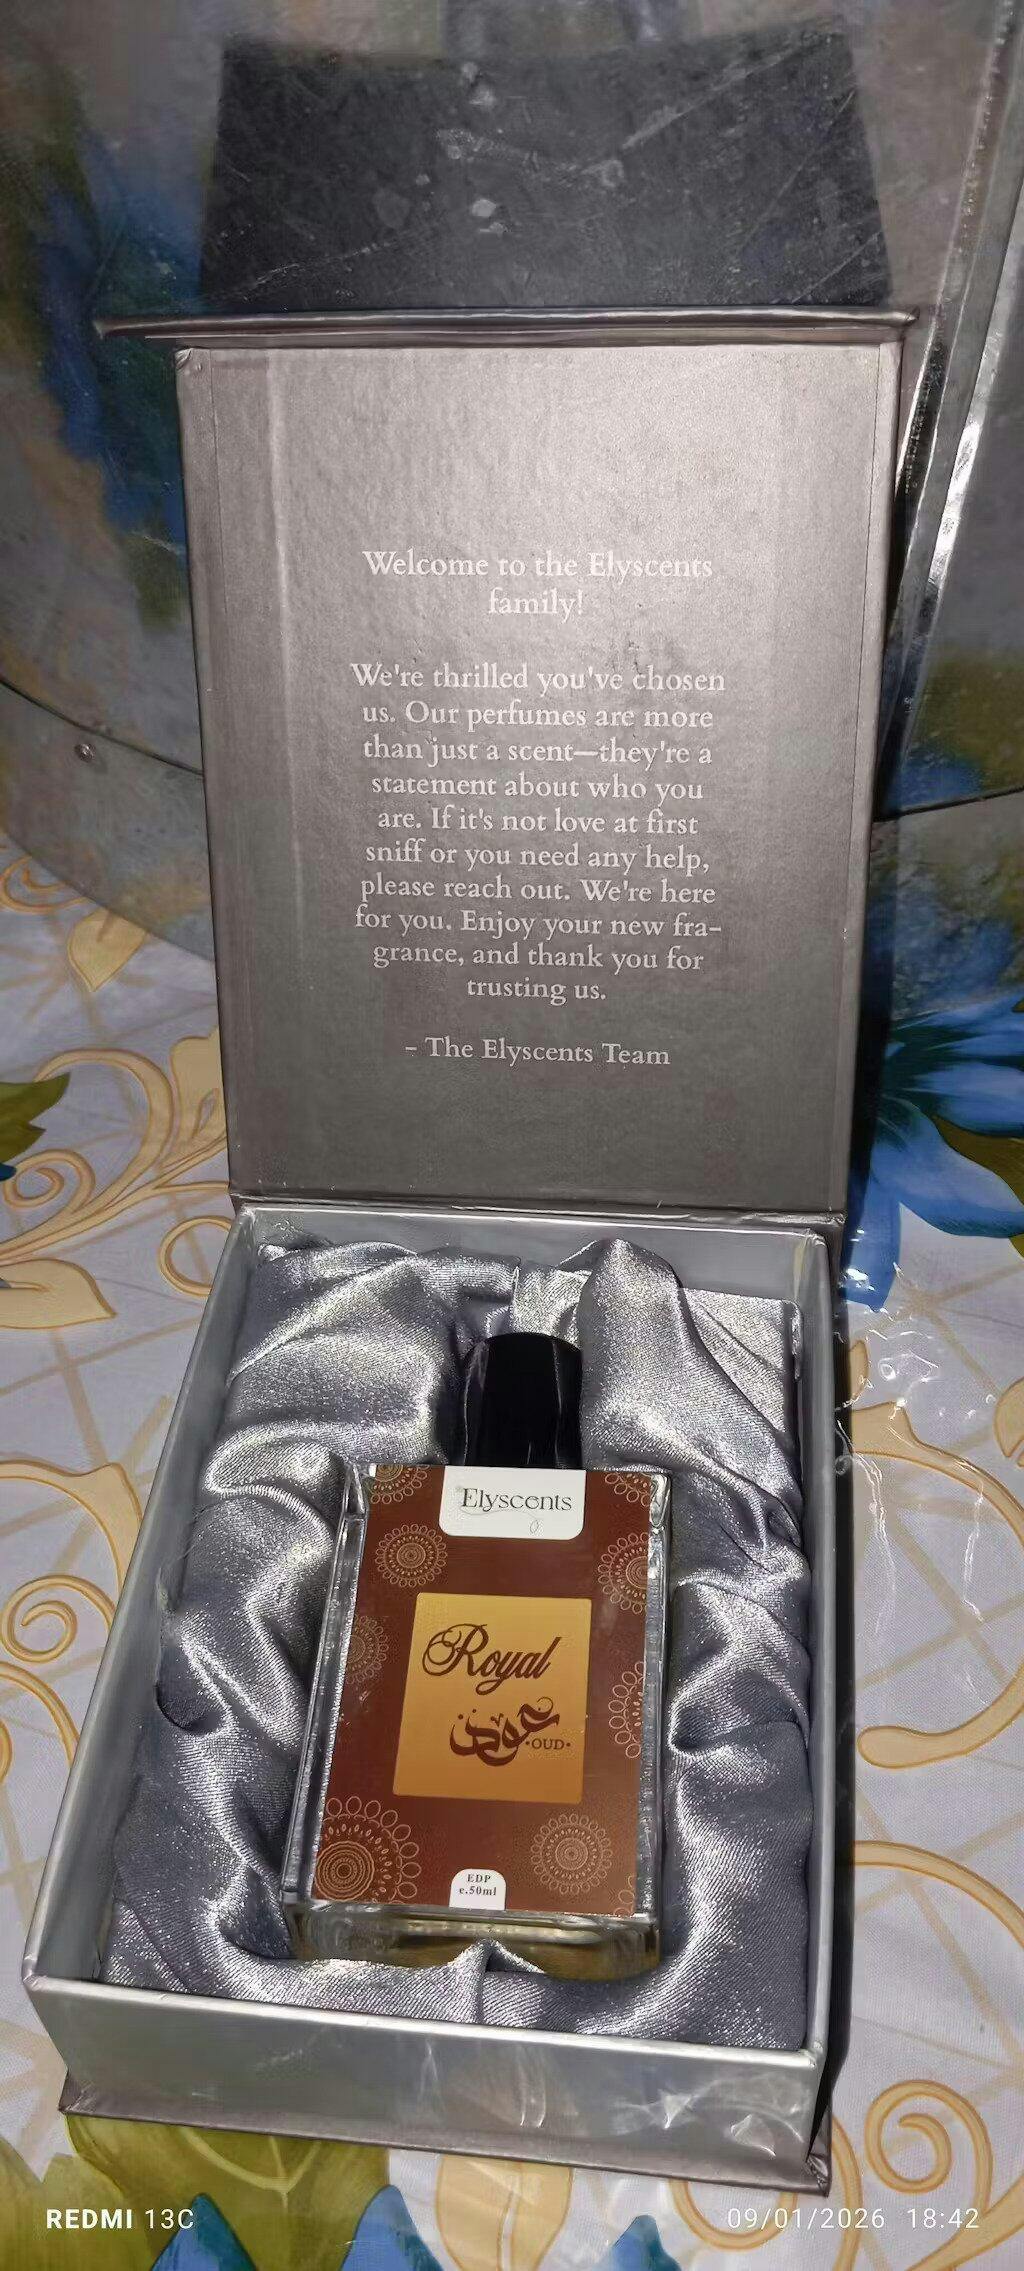 Welcome to the Elyscents
family!
We're thrilled you've chosen
us. Our perfumes are more
than just a scent—they're a
statement about who you
are. If it's not love at first
sniff or you need any help,
please reach out. We're here
for you. Enjoy your new fra-
grance, and thank you for
trusting us.
- The Elyscents Team
Elyscents
Royal
عود
•OUD•
EDP
e.50ml
REDMI 13C
09/01/2026 18:42